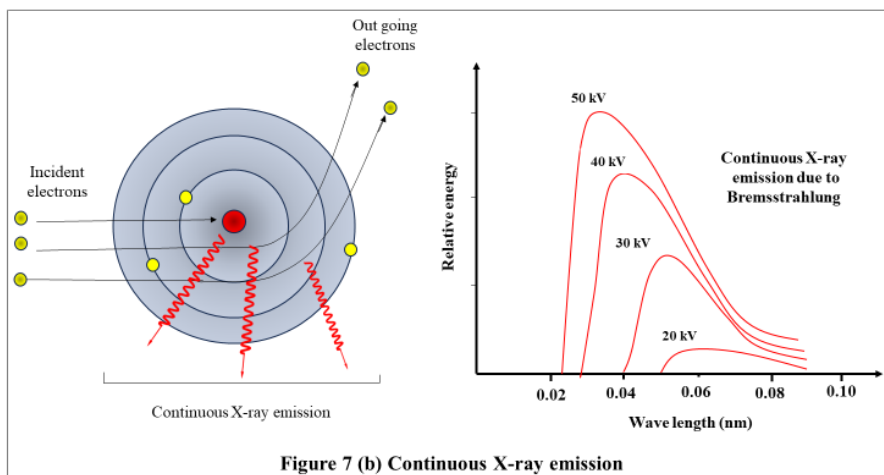 Out going
electrons
Incident
electrons
Continuous X-ray emission
Relative energy
50 kV
40 kV
30 kV
20 kV
Continuous X-ray
emission due to
Bremsstrahlung
0.02
0.04
0.06
0.08
0.10
Wave length (nm)
Figure 7 (b) Continuous X-ray emission